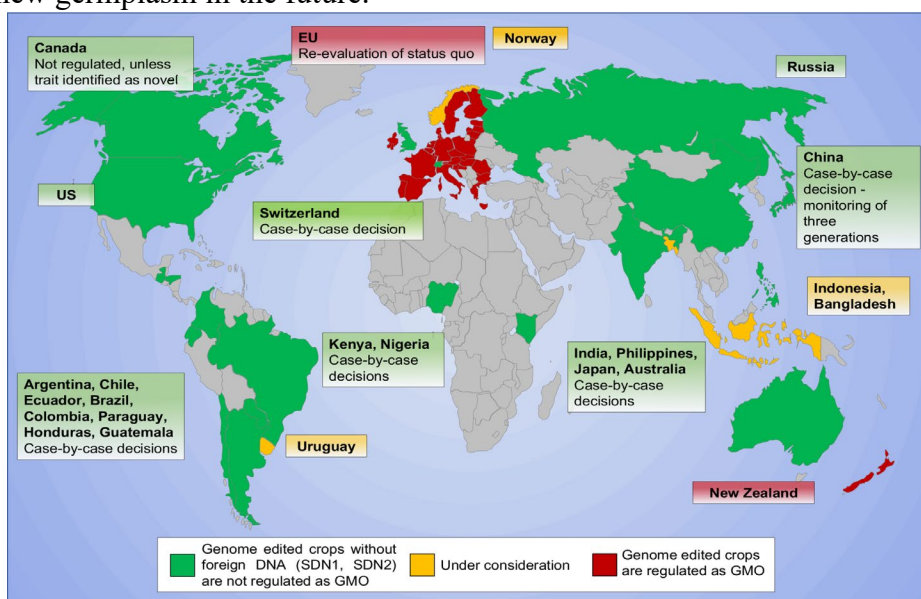 new germplasm in the future.
Canada
Not regulated, unless
trait identified as novel
EU
Re-evaluation of status quo
Norway
Russia
China
Case-by-case
decision -
monitoring of
three
generations
US
Switzerland
Case-by-case decision
Indonesia,
Bangladesh
Kenya, Nigeria
Case-by-case
decisions
India, Philippines,
Japan, Australia
Case-by-case
decisions
Argentina, Chile,
Ecuador, Brazil,
Colombia, Paraguay,
Honduras, Guatemala
Case-by-case decisions
Uruguay
New Zealand
Genome edited crops without
foreign DNA (SDN1, SDN2)
are not regulated as GMO
Under consideration
Genome edited crops
are regulated as GMO